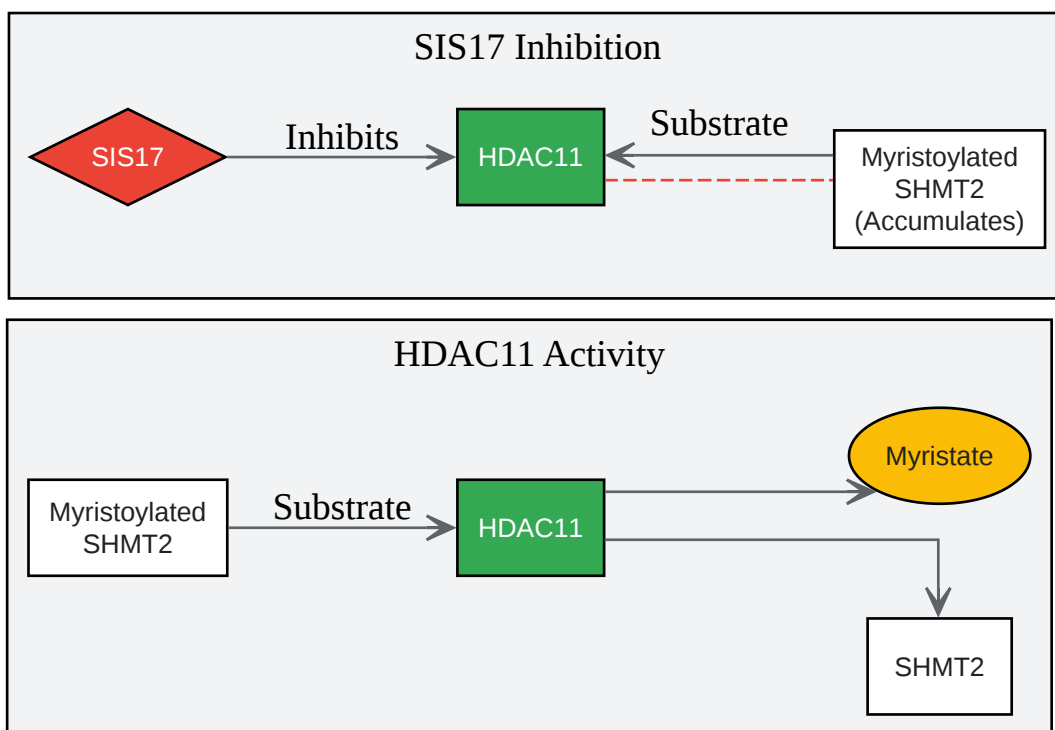 SIS17 Inhibition
SIS17
Inhibits
HDAC11
Substrate
Myristoylated
SHMT2
(Accumulates)
HDAC11 Activity
Myristoylated
SHMT2
Substrate
HDAC11
Myristate
SHMT2